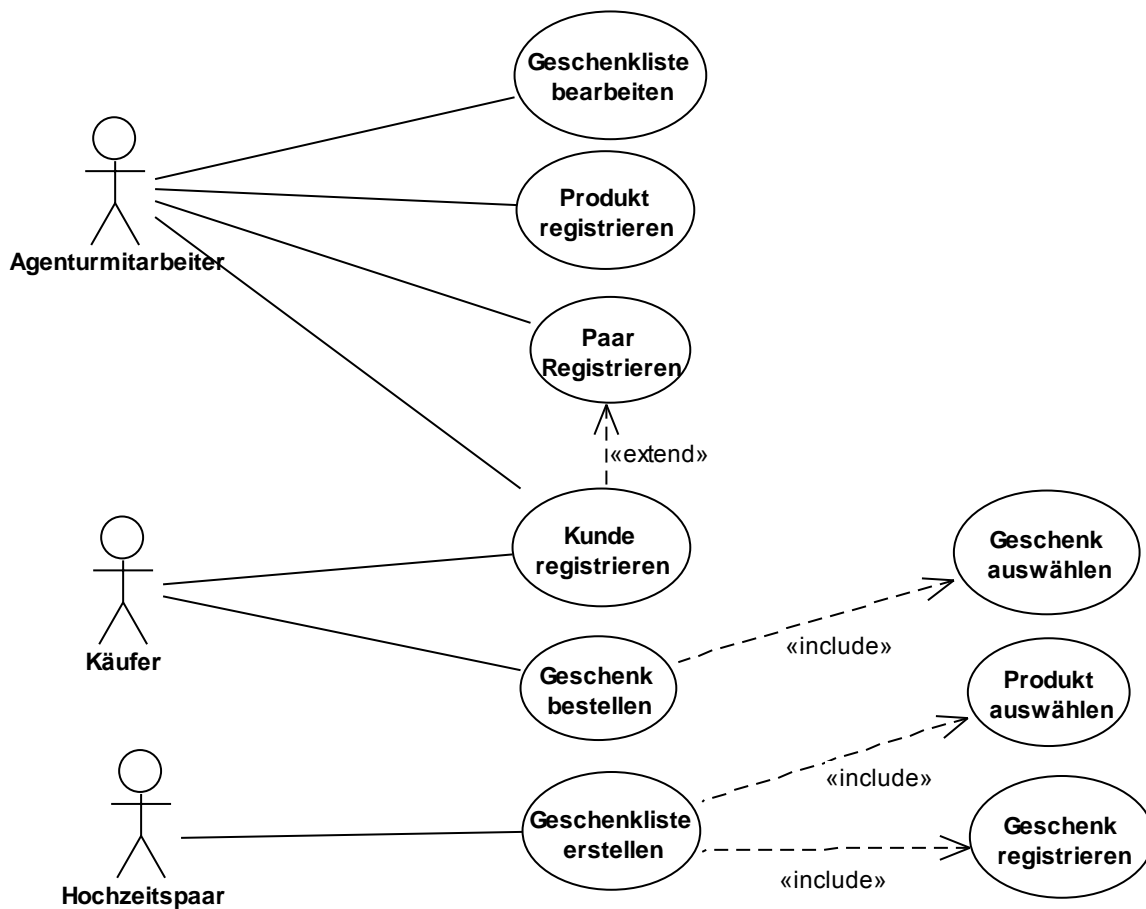 Geschenkliste
bearbeiten
Produkt
registrieren
Agenturmitarbeiter
Paar
Registrieren
«extend»
Kunde
registrieren
Geschenk
auswählen
«include»
Käufer
Geschenk
bestellen
Produkt
auswählen
«include»
Geschenkliste
erstellen
Geschenk
registrieren
«include»
Hochzeitspaar